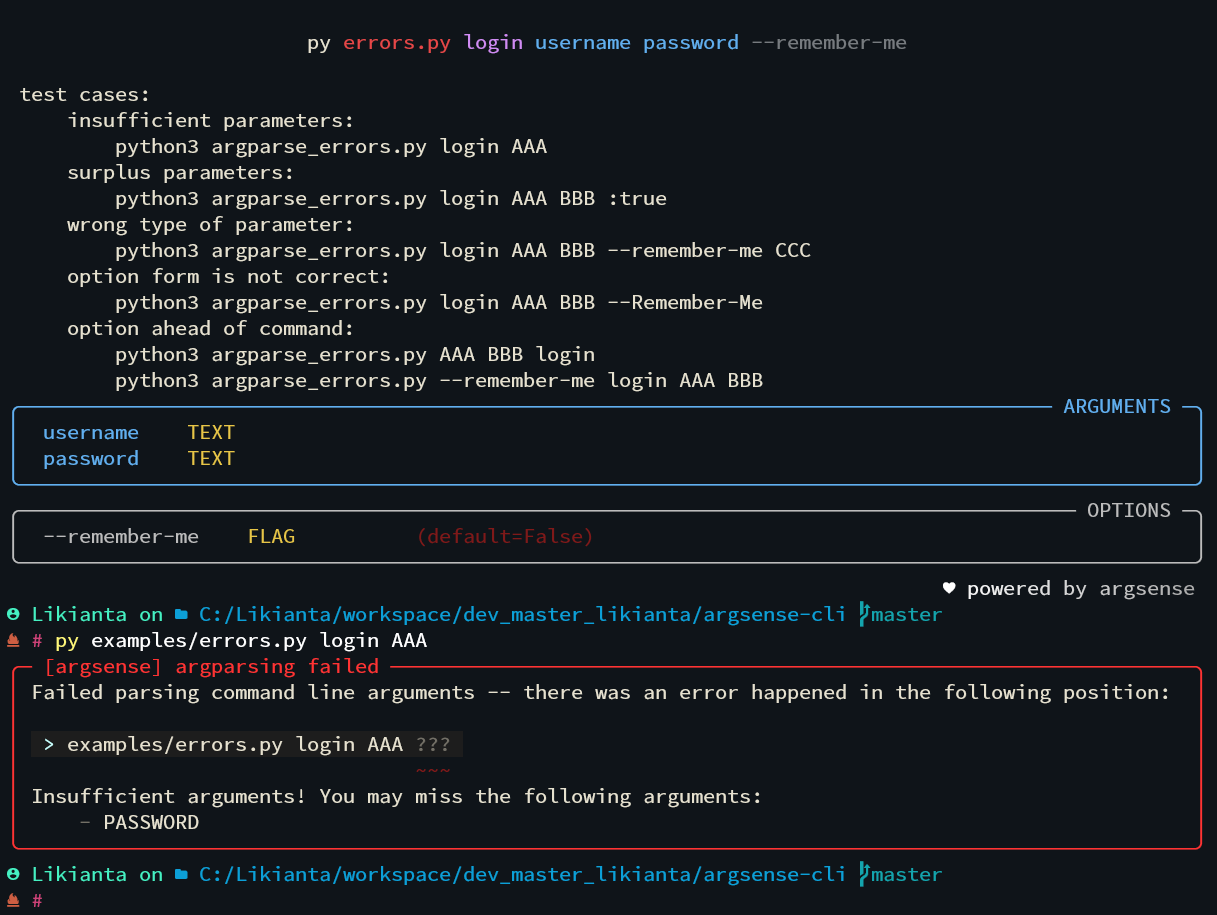 py errors.py login username password --remember-me
test cases:
insufficient parameters:
python3 argparse_errors.py login AAA
surplus parameters:
python3 argparse_errors.py login AAA BBB :true
wrong type of parameter:
python3 argparse_errors.py login AAA BBB --remember-me CCC
option form is not correct:
python3 argparse_errors.py login AAA BBB --Remember-Me
option ahead of command:
python3 argparse_errors.py AAA BBB login
python3 argparse_errors.py --remember-me login AAA BBB
ARGUMENTS
username TEXT
password TEXT
OPTIONS
--remember-me FLAG (default=False)
♥ powered by argsense
Likianta on C:/Likianta/workspace/dev_master_likianta/argsense-cli master
# py examples/errors.py login AAA
[argsense] argparsing failed
Failed parsing command line arguments -- there was an error happened in the following position:
> examples/errors.py login AAA ???
~~~
Insufficient arguments! You may miss the following arguments:
- PASSWORD
Likianta on C:/Likianta/workspace/dev_master_likianta/argsense-cli master
#